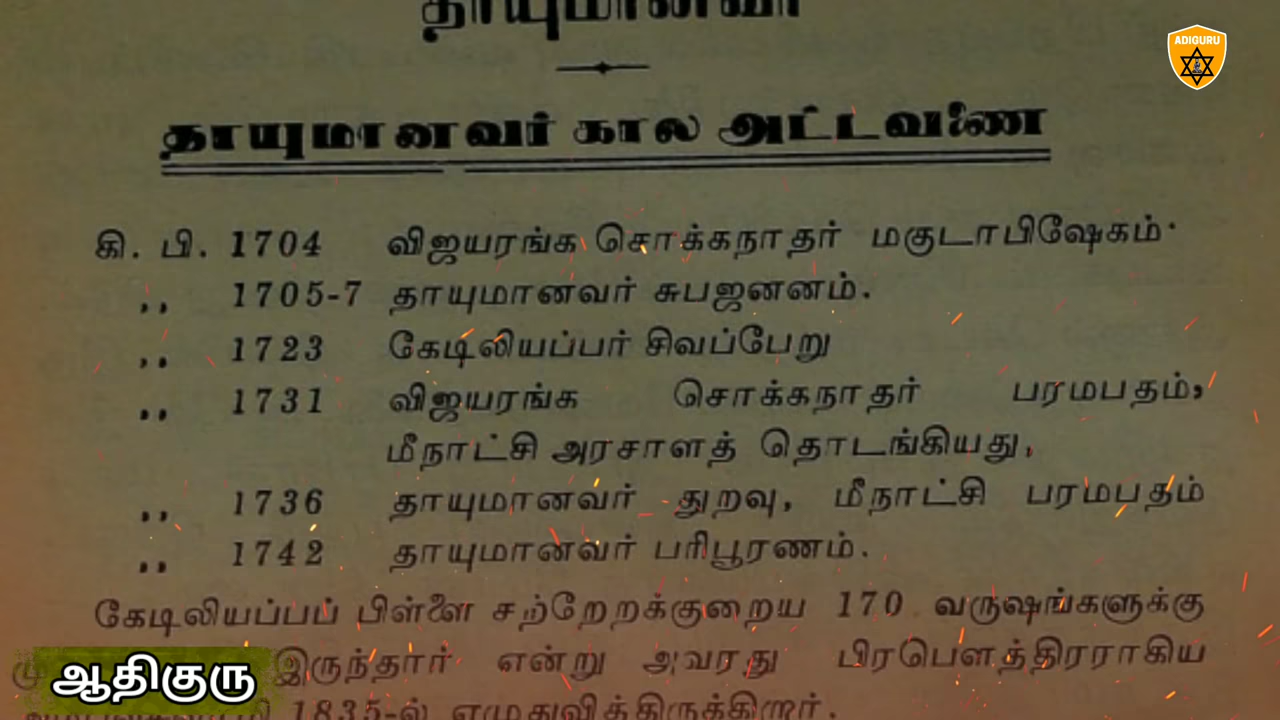 தாயுமானவர்
ADIGURU
தாயுமானவர் கால அட்டவணை
கி. பி. 1704 விஜயரங்க சொக்கநாதர் மகுடாபிஷேகம்.
,, 1705-7 தாயுமானவர் சுபஜனனம்.
,, 1723 கேடிலியப்பர் சிவப்பேறு
,, 1731 விஜயரங்க சொக்கநாதர் பரமபதம்,
மீநாட்சி அரசாளத் தொடங்கியது.
,, 1736 தாயுமானவர் துறவு, மீநாட்சி பரமபதம்
,, 1742 தாயுமானவர் பரிபூரணம்.
கேடிலியப்பப் பிள்ளை சற்றேறக்குறைய 170 வருஷங்களுக்கு
இருந்தார் என்று அவரது பிரபௌத்திரராகிய
1835-ல் எழுதுவித்திருக்கிறார்.
ஆதிகுரு